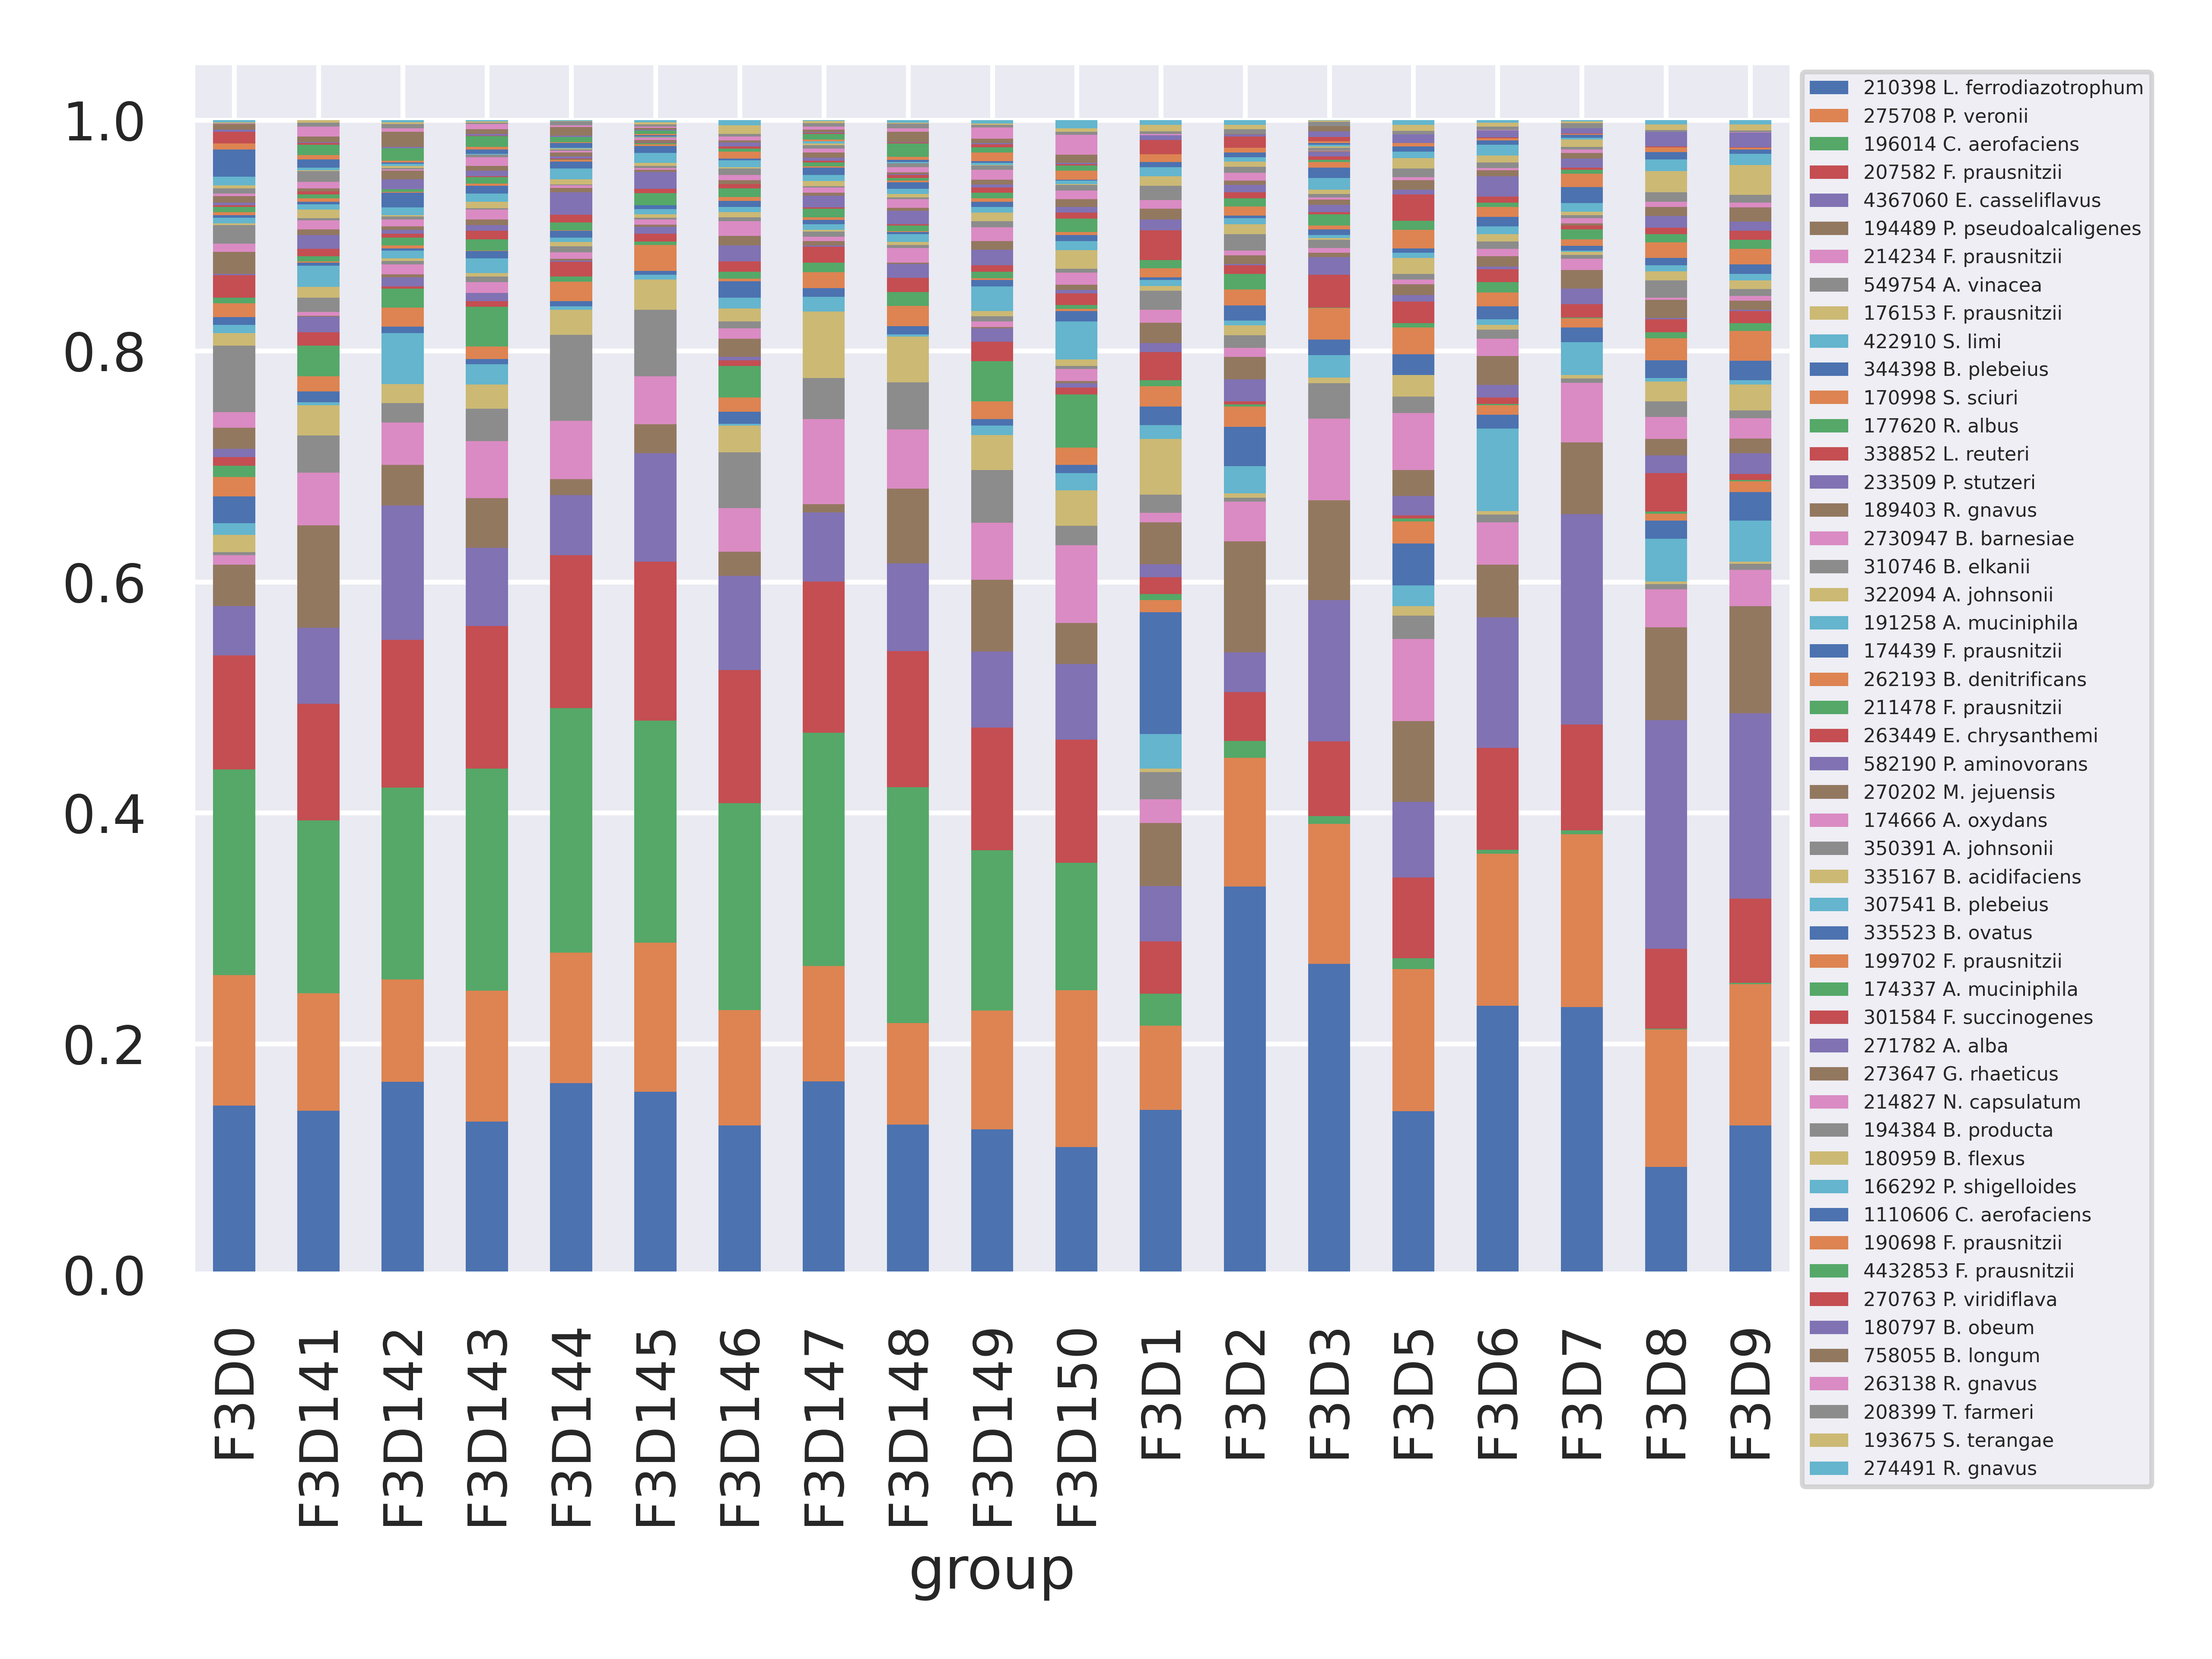 1.0
0.8
0.6
0.4
0.2
0.0
F3D0
F3D141
F3D142
F3D143
F3D144
F3D145
F3D146
F3D147
F3D148
F3D149
F3D150
F3D1
F3D2
F3D3
F3D5
F3D6
F3D7
F3D8
F3D9
group
210398 L. ferrodiazotrophum
275708 P. veronii
196014 C. aerofaciens
207582 F. prausnitzii
4367060 E. casseliflavus
194489 P. pseudoalcaligenes
214234 F. prausnitzii
549754 A. vinacea
176153 F. prausnitzii
422910 S. limi
344398 B. plebeius
170998 S. sciuri
177620 R. albus
338852 L. reuteri
233509 P. stutzeri
189403 R. gnavus
2730947 B. barnesiae
310746 B. elkanii
322094 A. johnsonii
191258 A. muciniphila
174439 F. prausnitzii
262193 B. denitrificans
211478 F. prausnitzii
263449 E. chrysanthemi
582190 P. aminovorans
270202 M. jejuensis
174666 A. oxydans
350391 A. johnsonii
335167 B. acidifaciens
307541 B. plebeius
335523 B. ovatus
199702 F. prausnitzii
174337 A. muciniphila
301584 F. succinogenes
271782 A. alba
273647 G. rhaeticus
214827 N. capsulatum
194384 B. producta
180959 B. flexus
166292 P. shigelloides
1110606 C. aerofaciens
190698 F. prausnitzii
4432853 F. prausnitzii
270763 P. viridiflava
180797 B. obeum
758055 B. longum
263138 R. gnavus
208399 T. farmeri
193675 S. terangae
274491 R. gnavus